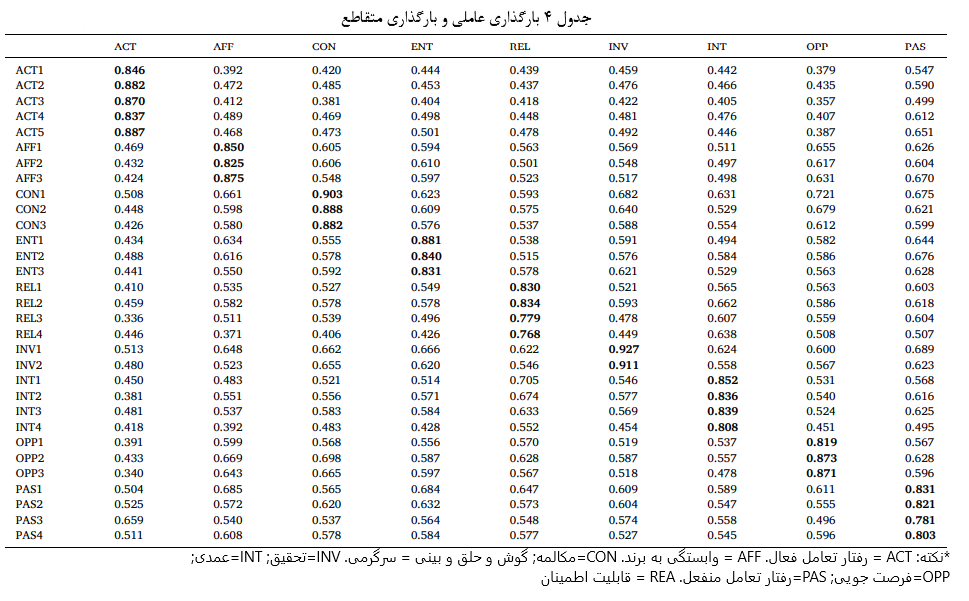 جدول ۴ بارگذاری عاملی و بارگذاری متقاطع
ACT AFF CON ENT REL INV INT OPP PAS
ACT1 0.846 0.392 0.420 0.444 0.439 0.459 0.442 0.379 0.547
ACT2 0.882 0.472 0.485 0.453 0.437 0.476 0.466 0.435 0.590
ACT3 0.870 0.412 0.381 0.404 0.418 0.422 0.405 0.357 0.499
ACT4 0.837 0.489 0.469 0.498 0.448 0.481 0.476 0.407 0.612
ACT5 0.887 0.468 0.473 0.501 0.478 0.492 0.446 0.387 0.651
AFF1 0.469 0.850 0.605 0.594 0.563 0.569 0.511 0.655 0.626
AFF2 0.432 0.825 0.606 0.610 0.501 0.548 0.497 0.617 0.604
AFF3 0.424 0.875 0.548 0.597 0.523 0.517 0.498 0.631 0.670
CON1 0.508 0.661 0.903 0.623 0.593 0.682 0.631 0.721 0.675
CON2 0.448 0.598 0.888 0.609 0.575 0.640 0.529 0.679 0.621
CON3 0.426 0.580 0.882 0.576 0.537 0.588 0.554 0.612 0.599
ENT1 0.434 0.634 0.555 0.881 0.538 0.591 0.494 0.582 0.644
ENT2 0.488 0.616 0.578 0.840 0.515 0.576 0.584 0.586 0.676
ENT3 0.441 0.550 0.592 0.831 0.578 0.621 0.529 0.563 0.628
REL1 0.410 0.535 0.527 0.549 0.830 0.521 0.565 0.563 0.603
REL2 0.459 0.582 0.578 0.578 0.834 0.593 0.662 0.586 0.618
REL3 0.336 0.511 0.539 0.496 0.779 0.478 0.607 0.559 0.604
REL4 0.446 0.371 0.406 0.426 0.768 0.449 0.638 0.508 0.507
INV1 0.513 0.648 0.662 0.666 0.622 0.927 0.624 0.600 0.689
INV2 0.480 0.523 0.655 0.620 0.546 0.911 0.558 0.567 0.623
INT1 0.450 0.483 0.521 0.514 0.705 0.546 0.852 0.531 0.568
INT2 0.381 0.551 0.556 0.571 0.674 0.577 0.836 0.540 0.616
INT3 0.481 0.537 0.583 0.584 0.633 0.569 0.839 0.524 0.625
INT4 0.418 0.392 0.483 0.428 0.552 0.454 0.808 0.451 0.495
OPP1 0.391 0.599 0.568 0.556 0.570 0.519 0.537 0.819 0.567
OPP2 0.433 0.669 0.698 0.587 0.628 0.587 0.557 0.873 0.628
OPP3 0.340 0.643 0.665 0.597 0.567 0.518 0.478 0.871 0.596
PAS1 0.504 0.685 0.565 0.684 0.647 0.609 0.589 0.611 0.831
PAS2 0.525 0.572 0.620 0.632 0.573 0.604 0.547 0.555 0.821
PAS3 0.659 0.540 0.537 0.564 0.548 0.574 0.558 0.496 0.781
PAS4 0.511 0.608 0.578 0.584 0.577 0.527 0.545 0.596 0.803
*نکته: ACT = رفتار تعامل فعال. AFF = وابستگی به برند. CON=مکالمه; گوش و حلق و بینی = سرگرمی. INV=تحقیق; INT=عمدی;
OPP=فرصت جویی; PAS=رفتار تعامل منفعل. REA = قابلیت اطمینان